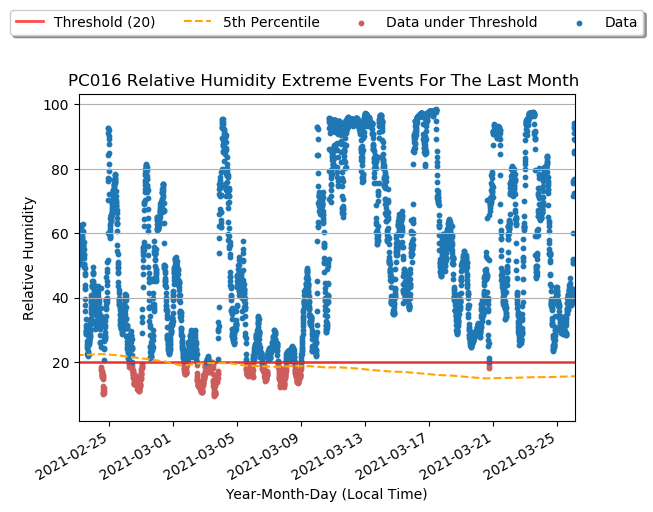 Threshold (20) 5th Percentile Data under Threshold Data
PC016 Relative Humidity Extreme Events For The Last Month
100
80
60
40
20
Relative Humidity
2021-02-25 2021-03-01 2021-03-05 2021-03-09 2021-03-13 2021-03-17 2021-03-21 2021-03-25
Year-Month-Day (Local Time)